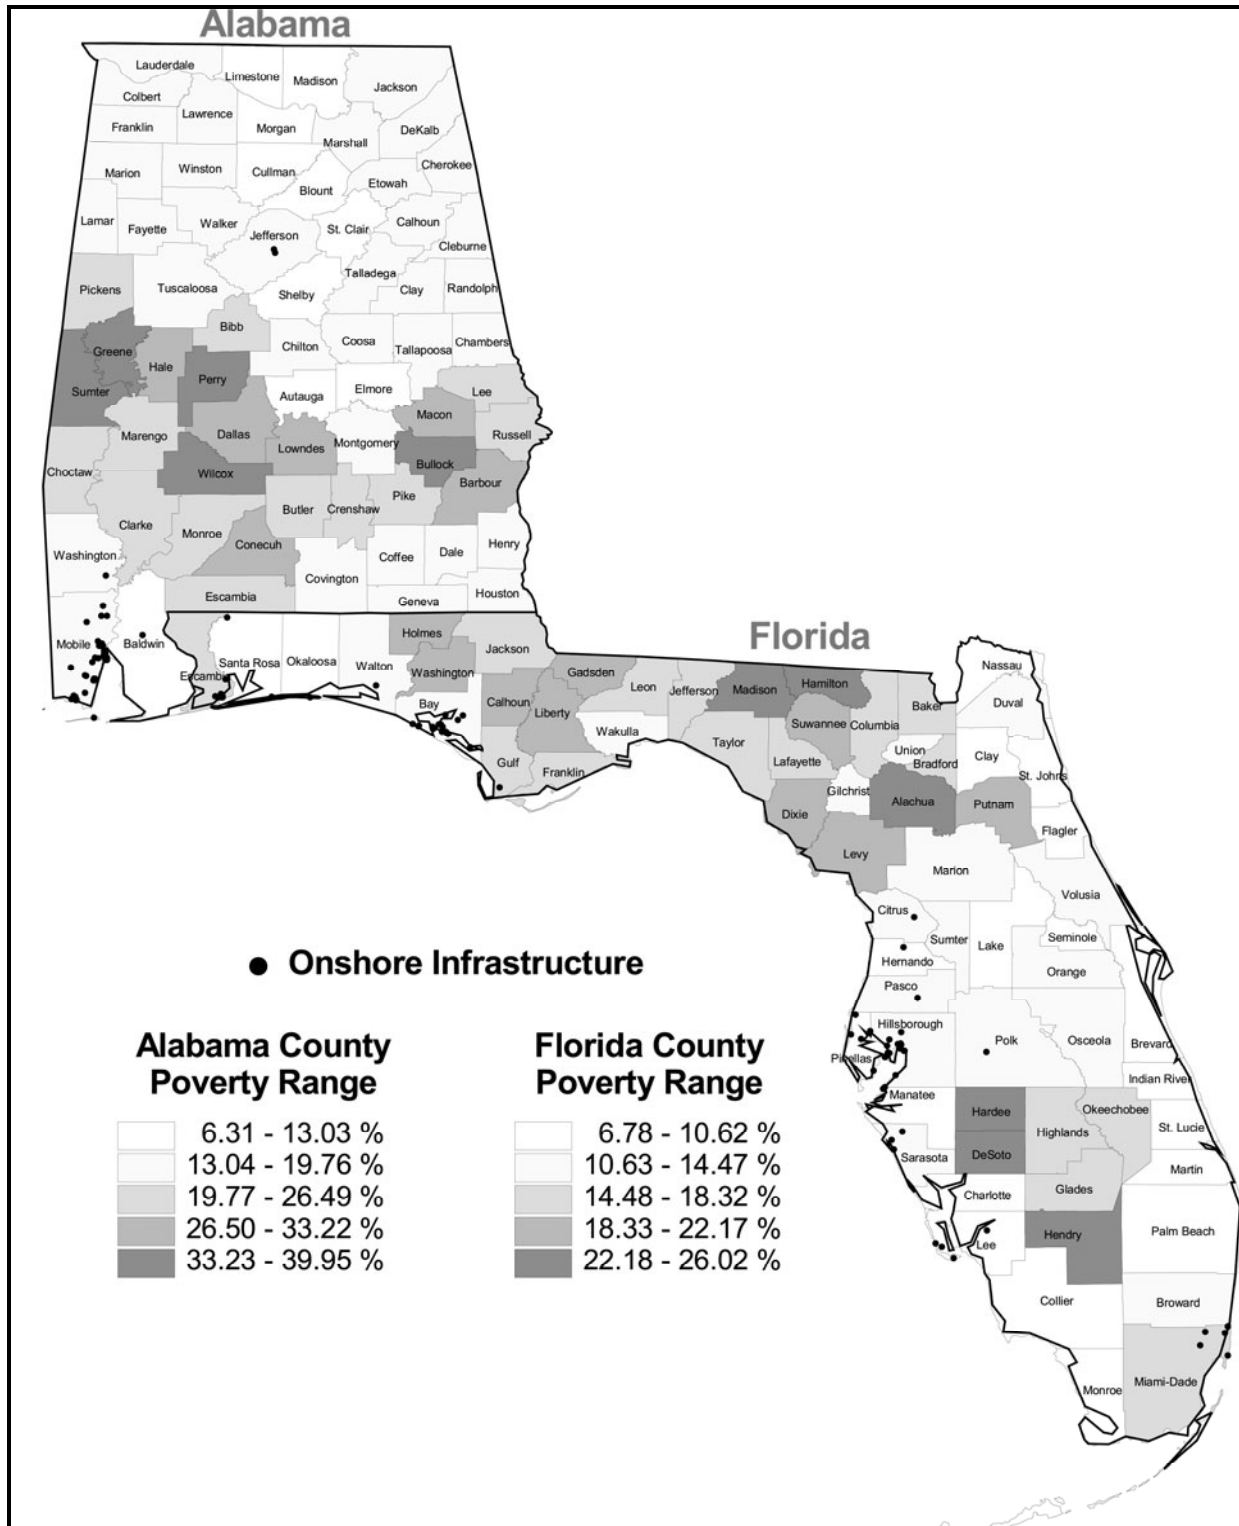 Alabama
Lauderdale
Limestone
Madison
Jackson
Colbert
Lawrence
Franklin
Morgan
DeKalb
Marshall
Cherokee
Marion
Winston
Cullman
Blount
Etowah
Lamar
Fayette
Walker
Jefferson
St. Clair
Calhoun
Cleburne
Pickens
Tuscaloosa
Shelby
Talladega
Clay
Randolph
Bibb
Greene
Hale
Chilton
Coosa
Tallapoosa
Chambers
Sumter
Perry
Autauga
Elmore
Lee
Macon
Marengo
Dallas
Lowndes
Montgomery
Russell
Choctaw
Wilcox
Bullock
Barbour
Butler
Crenshaw
Pike
Clarke
Monroe
Conecuh
Washington
Coffee
Dale
Henry
Covington
Escambia
Geneva
Houston
Mobile
Baldwin
Florida
Escambia
Santa Rosa
Okaloosa
Walton
Holmes
Washington
Jackson
Bay
Calhoun
Gadsden
Liberty
Leon
Jefferson
Madison
Hamilton
Wakulla
Gulf
Franklin
Taylor
Suwannee
Columbia
Baker
Nassau
Duval
Lafayette
Union
Bradford
Clay
St. Johns
Dixie
Gilchrist
Alachua
Putnam
Flagler
Levy
Marion
Volusia
Citrus
Sumter
Lake
Seminole
Hernando
Orange
Pasco
Hillsborough
Pinellas
Polk
Osceola
Brevard
Indian River
Manatee
Hardee
Okeechobee
Highlands
St. Lucie
Sarasota
DeSoto
Martin
Charlotte
Glades
Lee
Hendry
Palm Beach
Collier
Broward
Monroe
Miami-Dade
Onshore Infrastructure
Alabama County
Poverty Range
6.31 - 13.03 %
13.04 - 19.76 %
19.77 - 26.49 %
26.50 - 33.22 %
33.23 - 39.95 %
Florida County
Poverty Range
6.78 - 10.62 %
10.63 - 14.47 %
14.48 - 18.32 %
18.33 - 22.17 %
22.18 - 26.02 %